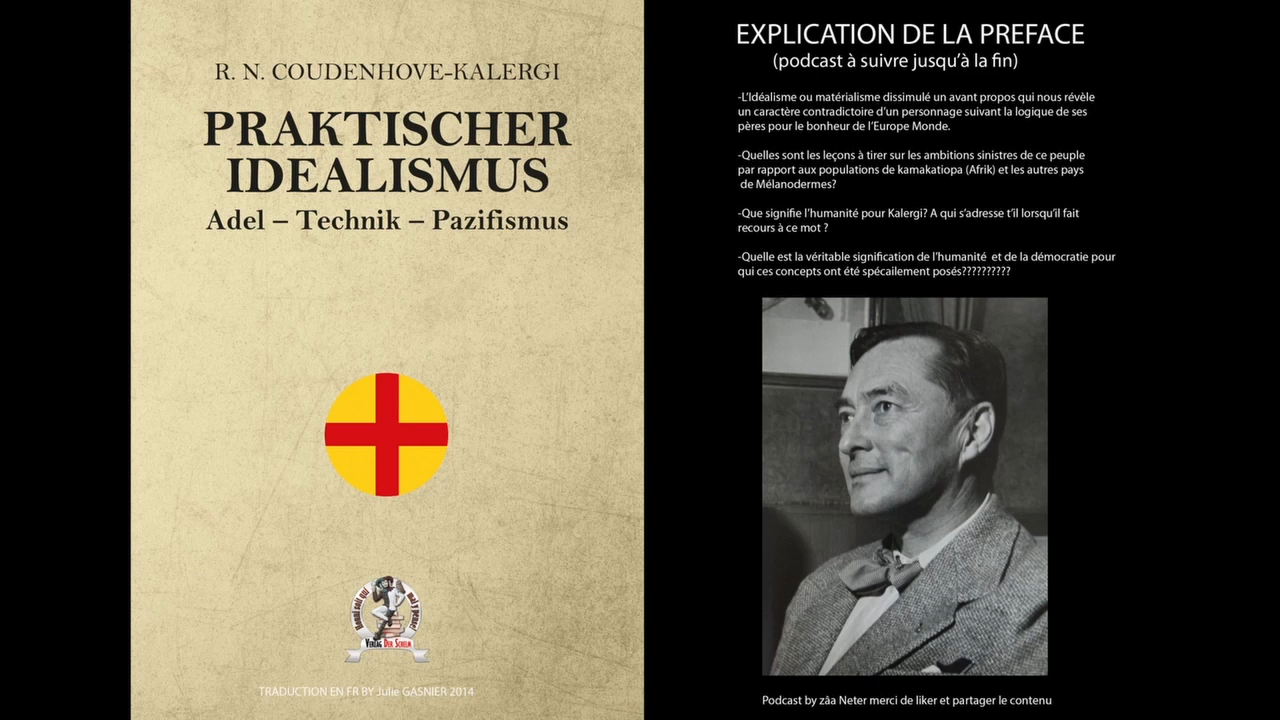 R. N. COUDENHOVE-KALERGI
PRAKTISCHER
IDEALISMUS
Adel – Technik – Pazifismus
VERLAG DER SCHELM
TRADUCTION EN FR BY Julie GASNIER 2014
EXPLICATION DE LA PREFACE
(podcast à suivre jusqu'à la fin)
-L'Idéalisme ou matérialisme dissimulé un avant propos qui nous révèle
un caractère contradictoire d'un personnage suivant la logique de ses
pères pour le bonheur de l'Europe Monde.
-Quelles sont les leçons à tirer sur les ambitions sinistres de ce peuple
par rapport aux populations de kamakatiopa (Afrik) et les autres pays
de Mélanodermes?
-Que signifie l'humanité pour Kalergi? A qui s'adresse t'il lorsqu'il fait
recours à ce mot ?
-Quelle est la véritable signification de l'humanité et de la démocratie pour
qui ces concepts ont été spécailement posés??????????
Podcast by zâa Neter merci de liker et partager le contenu